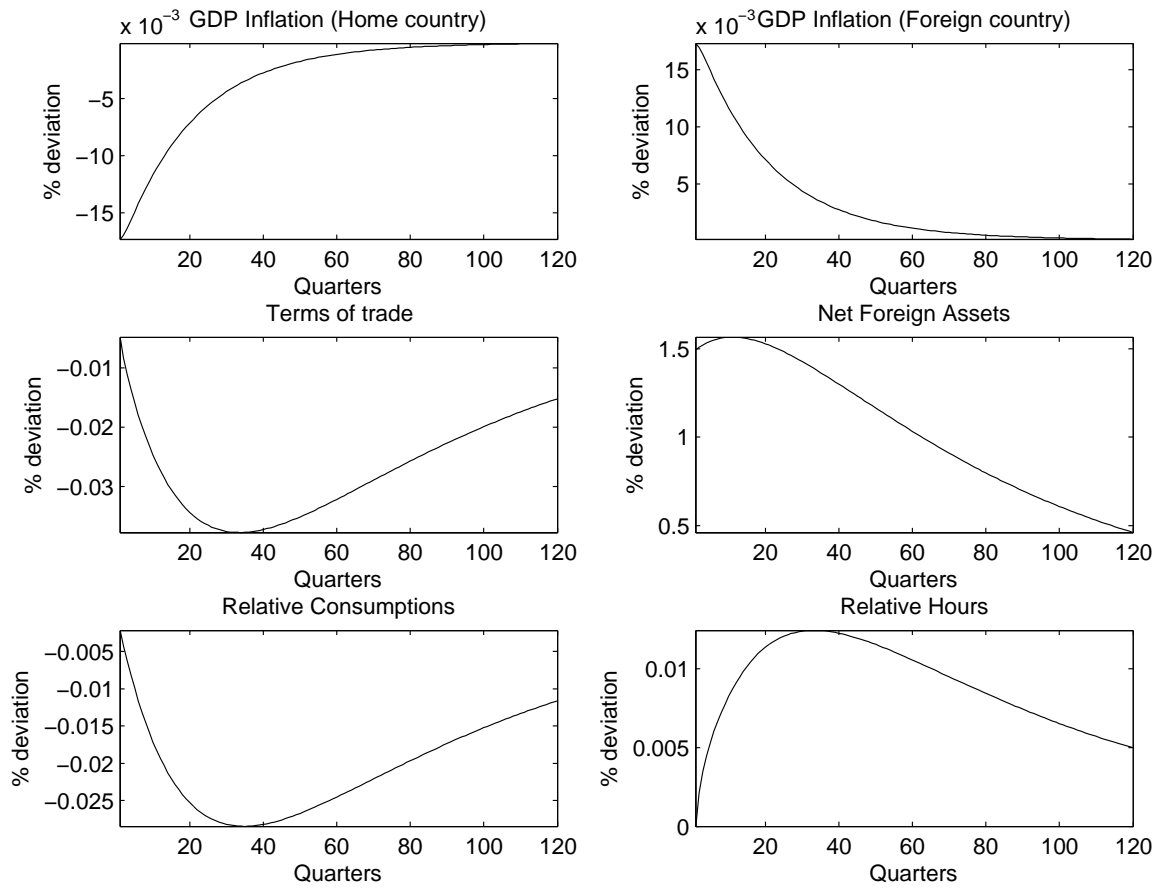 x 10−3 GDP Inflation (Home country)
% deviation
−5
−10
−15
20 40 60 80 100 120
Quarters
x 10−3 GDP Inflation (Foreign country)
% deviation
15
10
5
20 40 60 80 100 120
Quarters
Terms of trade
% deviation
−0.01
−0.02
−0.03
20 40 60 80 100 120
Quarters
Net Foreign Assets
% deviation
1.5
1
0.5
20 40 60 80 100 120
Quarters
Relative Consumptions
% deviation
−0.005
−0.01
−0.015
−0.02
−0.025
20 40 60 80 100 120
Quarters
Relative Hours
% deviation
0.01
0.005
0
20 40 60 80 100 120
Quarters